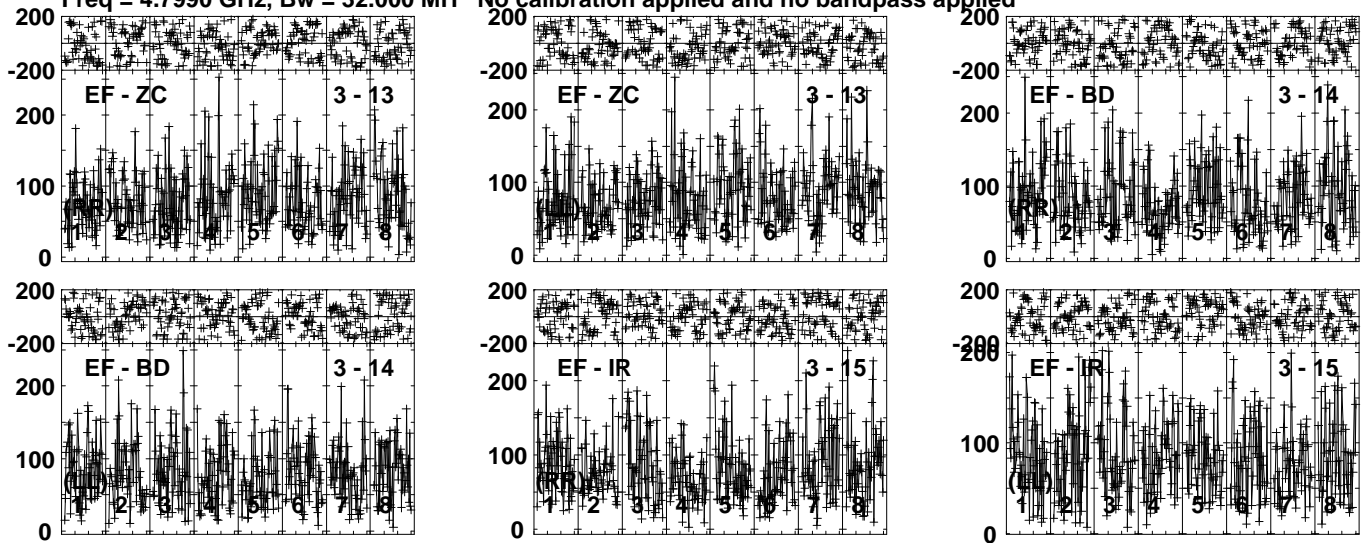 Freq = 4.7990 GHz, Bw = 32.000 MH No calibration applied and no bandpass applied
200
-200
EF - ZC 3 - 13
200
100
0
(RR)
1 2 3 4 5 6 7 8
200
-200
EF - ZC 3 - 13
200
100
0
(LL)
1 2 3 4 5 6 7 8
200
-200
EF - BD 3 - 14
200
100
0
(RR)
1 2 3 4 5 6 7 8
200
-200
EF - BD 3 - 14
200
100
0
(LL)
1 2 3 4 5 6 7 8
200
-200
EF - IR 3 - 15
200
100
0
(RR)
1 2 3 4 5 6 7 8
200
-200
200
EF - IR 3 - 15
100
0
(LL)
1 2 3 4 5 6 7 8